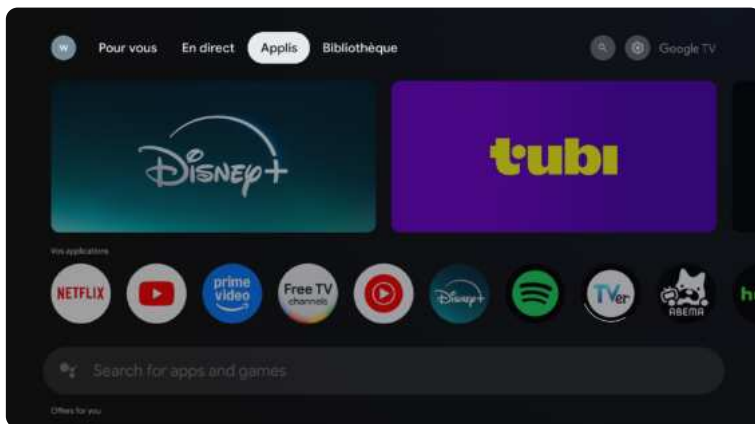 W Pour vous En direct Applis Bibliothèque Google TV
Disney+ tubi
Vos applications
NETFLIX prime video Free TV channels Disney+ TVer ABEMA h
Search for apps and games
Offers for you